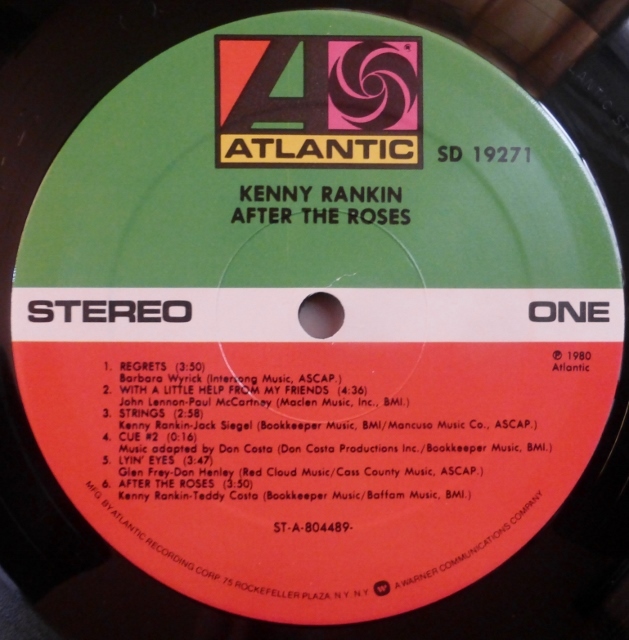 ATLANTIC
SD 19271
KENNY RANKIN
AFTER THE ROSES
STEREO
ONE
℗ 1980
Atlantic
1. REGRETS (3:50)
Barbara Wyrick (Intersong Music, ASCAP.)
2. WITH A LITTLE HELP FROM MY FRIENDS (4:36)
John Lennon-Paul McCartney (Maclen Music, Inc., BMI.)
3. STRINGS (2:58)
Kenny Rankin-Jack Siegel (Bookkeeper Music, BMI/Mancuso Music Co., ASCAP.)
4. CUE #2 (0:16)
Music adapted by Don Costa (Don Costa Productions Inc./Bookkeeper Music, BMI.)
5. LYIN' EYES (3:47)
Glen Frey-Don Henley (Red Cloud Music/Cass County Music, ASCAP.)
6. AFTER THE ROSES (3:50)
Kenny Rankin-Teddy Costa (Bookkeeper Music/Baffam Music, BMI.)
ST-A-804489-
MFG. BY ATLANTIC RECORDING CORP. 75 ROCKEFELLER PLAZA, N.Y. N.Y. A WARNER COMMUNICATIONS COMPANY